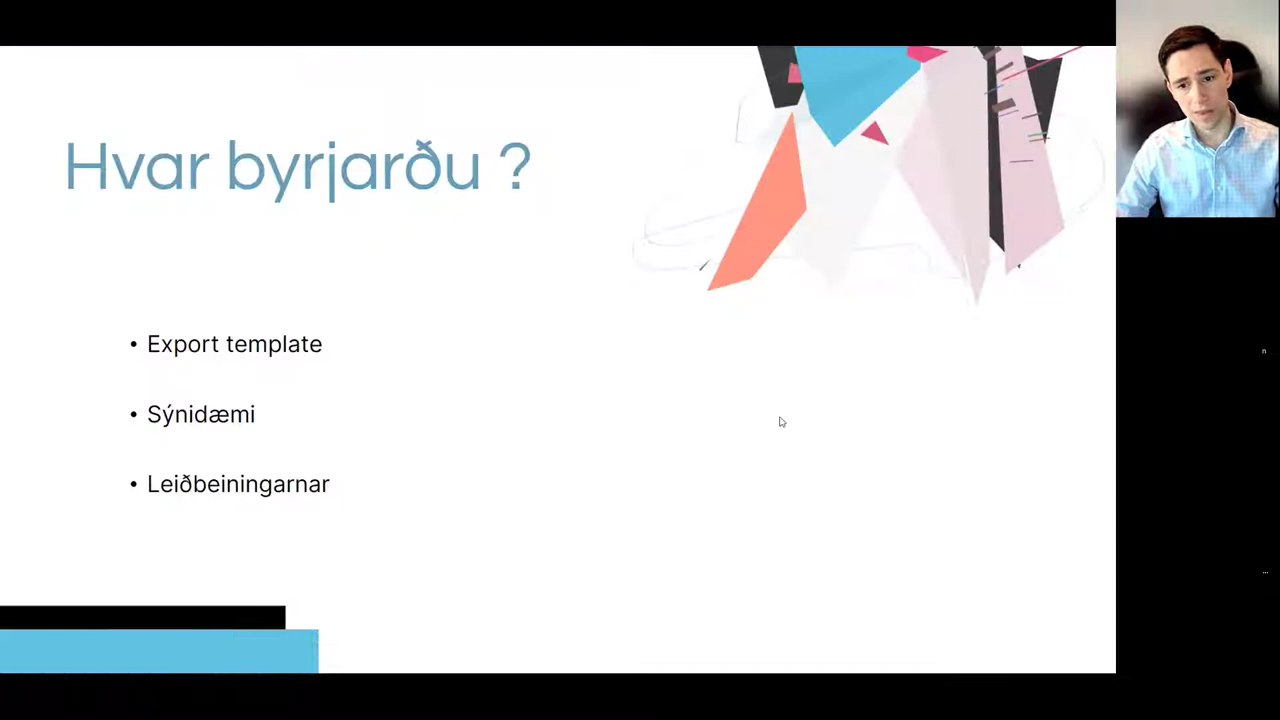 Hvar byrjarðu ?
• Export template
• Sýnidæmi
• Leiðbeiningarnar
n
...